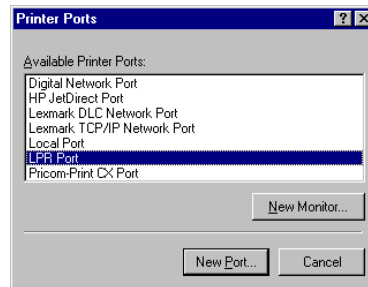 Printer Ports
Available Printer Ports:
Digital Network Port
HP JetDirect Port
Lexmark DLC Network Port
Lexmark TCP/IP Network Port
Local Port
LPR Port
Pricom-Print CX Port
New Monitor...
New Port... Cancel